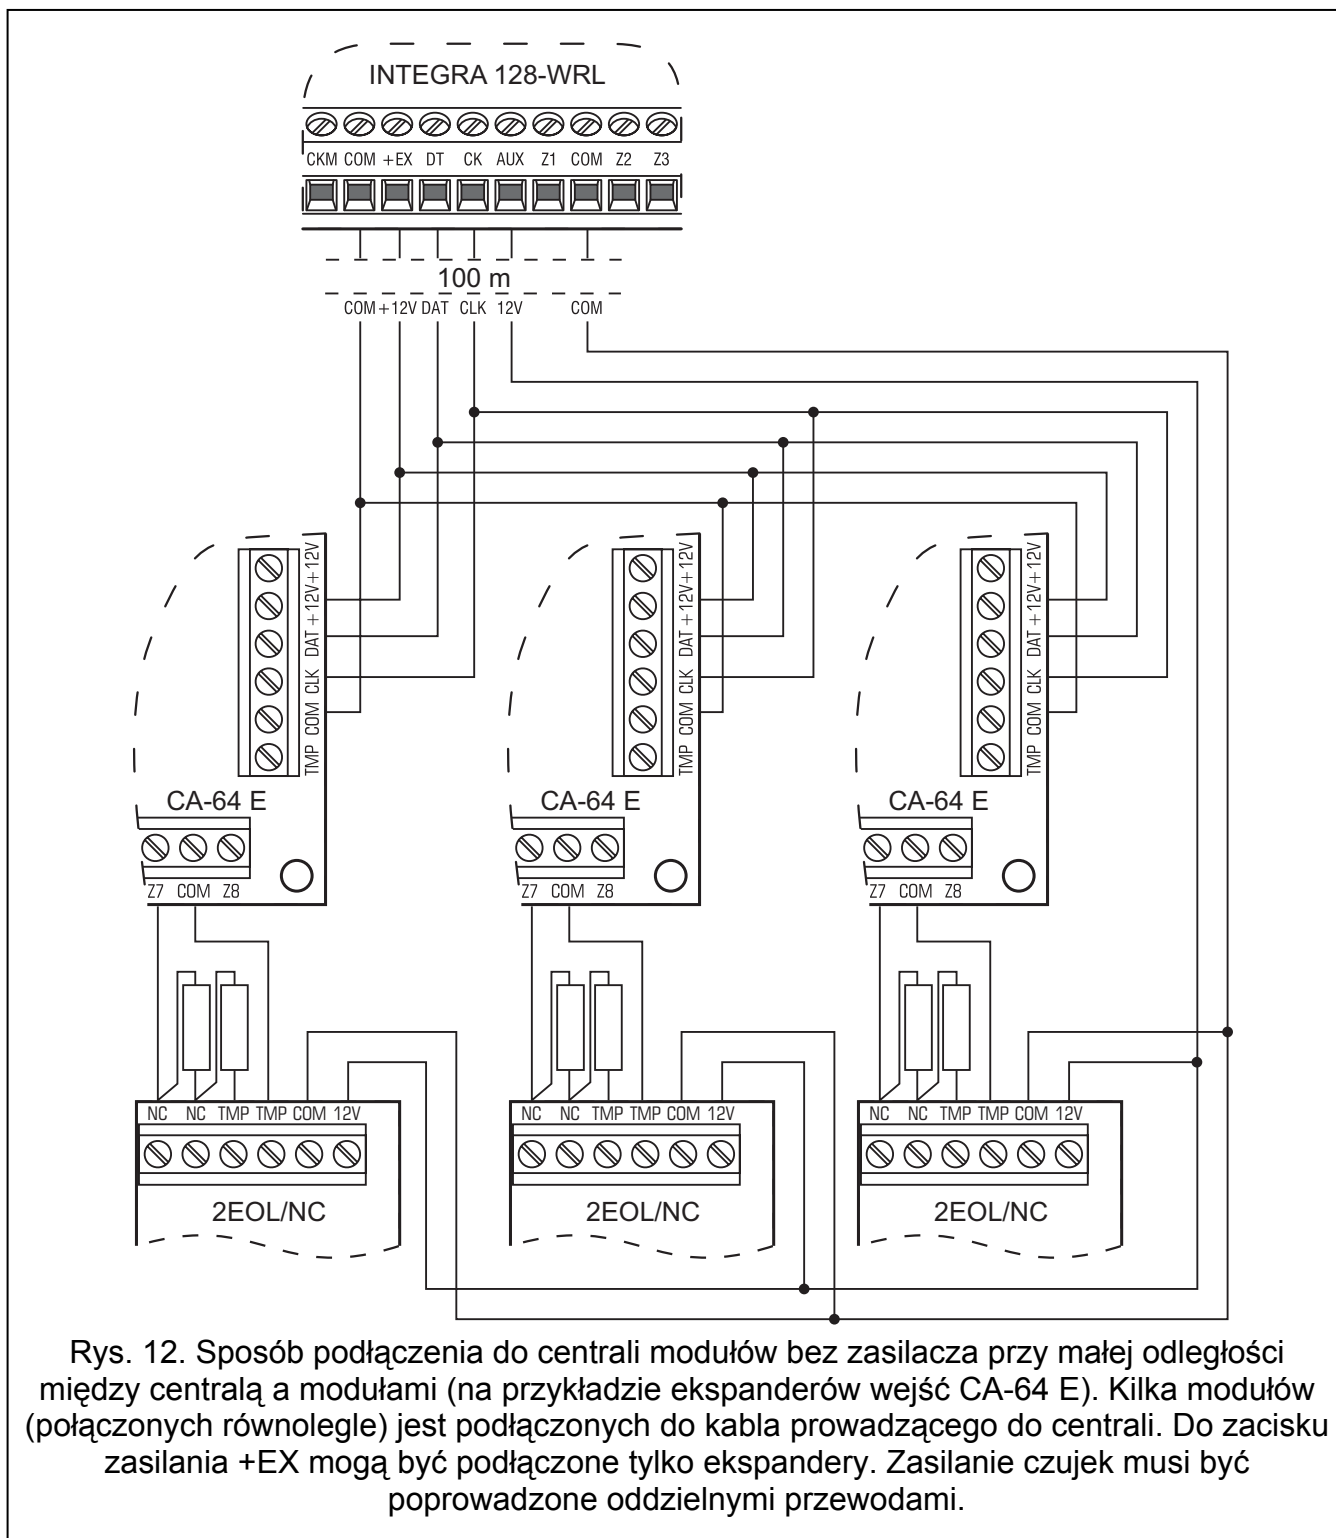 INTEGRA 128-WRL
CKM COM +EX DT CK AUX Z1 COM Z2 Z3
100 m
COM +12V DAT CLK 12V COM
+12V +12V DAT CLK COM TMP
CA-64 E
Z7 COM Z8
+12V +12V DAT CLK COM TMP
CA-64 E
Z7 COM Z8
+12V +12V DAT CLK COM TMP
CA-64 E
Z7 COM Z8
NC NC TMP TMP COM 12V
2EOL/NC
NC NC TMP TMP COM 12V
2EOL/NC
NC NC TMP TMP COM 12V
2EOL/NC
Rys. 12. Sposób podłączenia do centrali modułów bez zasilacza przy małej odległości
między centralą a modułami (na przykładzie ekspanderów wejść CA-64 E). Kilka modułów
(połączonych równolegle) jest podłączonych do kabla prowadzącego do centrali. Do zacisku
zasilania +EX mogą być podłączone tylko ekspandery. Zasilanie czujek musi być
poprowadzone oddzielnymi przewodami.